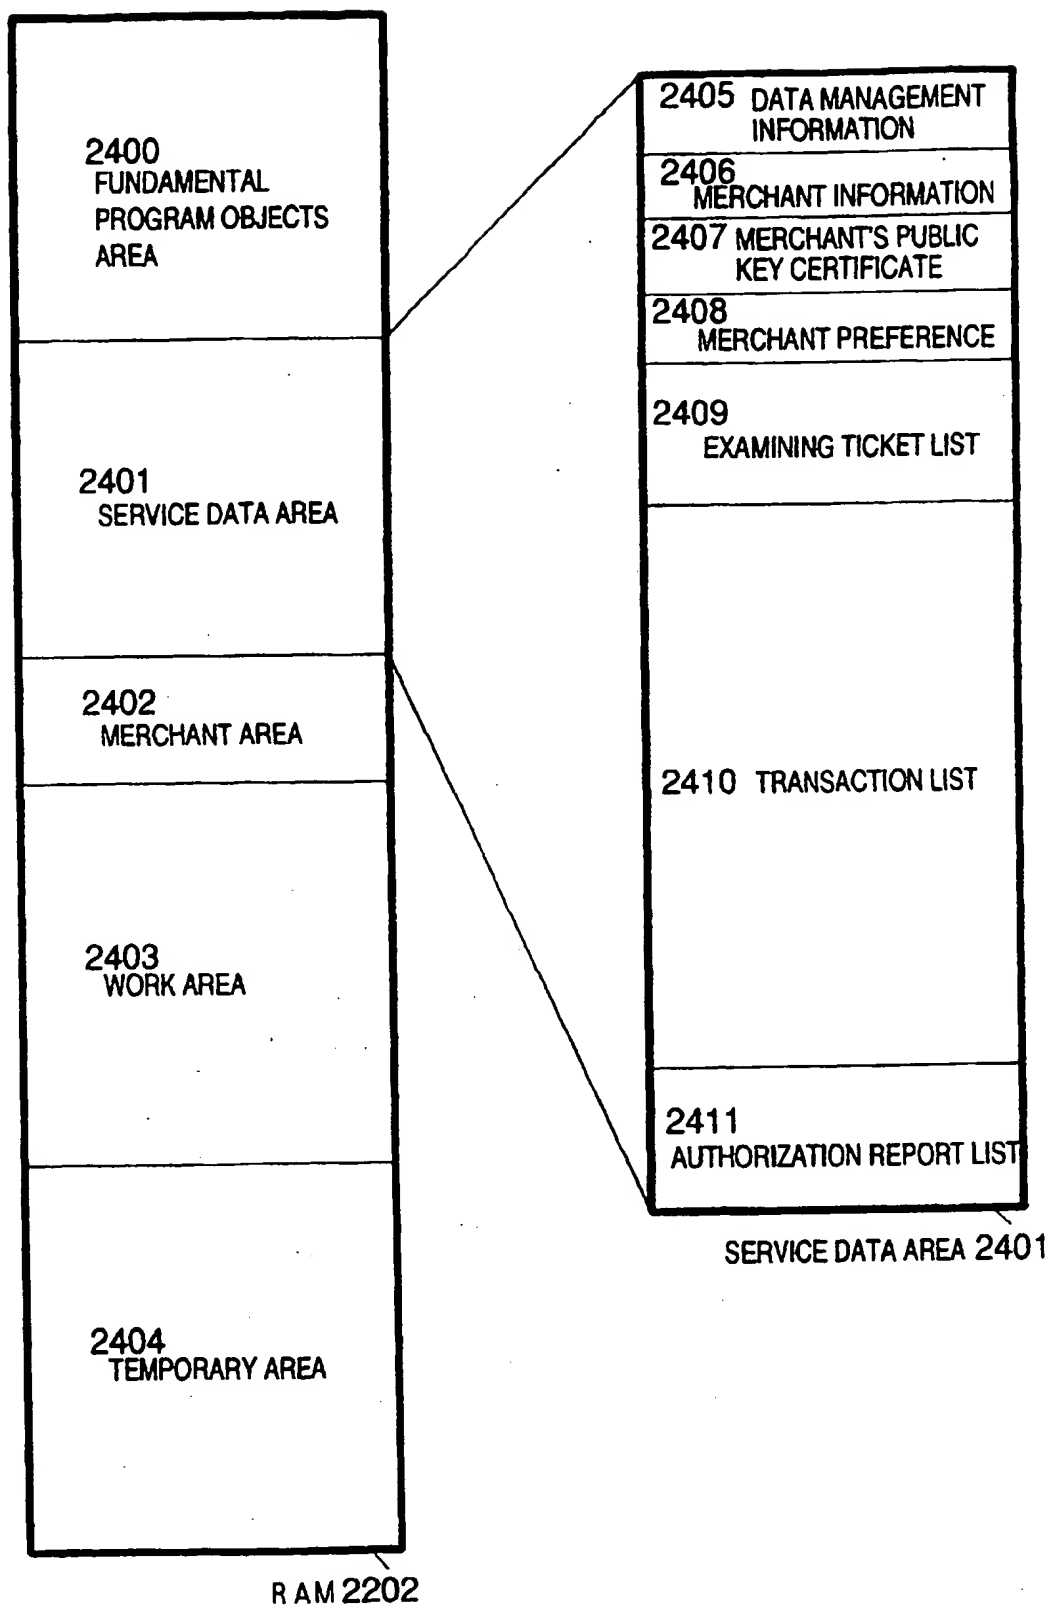 2400
FUNDAMENTAL
PROGRAM OBJECTS
AREA
2401
SERVICE DATA AREA
2402
MERCHANT AREA
2403
WORK AREA
2404
TEMPORARY AREA
RAM 2202
2405 DATA MANAGEMENT
INFORMATION
2406
MERCHANT INFORMATION
2407 MERCHANT'S PUBLIC
KEY CERTIFICATE
2408
MERCHANT PREFERENCE
2409
EXAMINING TICKET LIST
2410 TRANSACTION LIST
2411
AUTHORIZATION REPORT LIST
SERVICE DATA AREA 2401